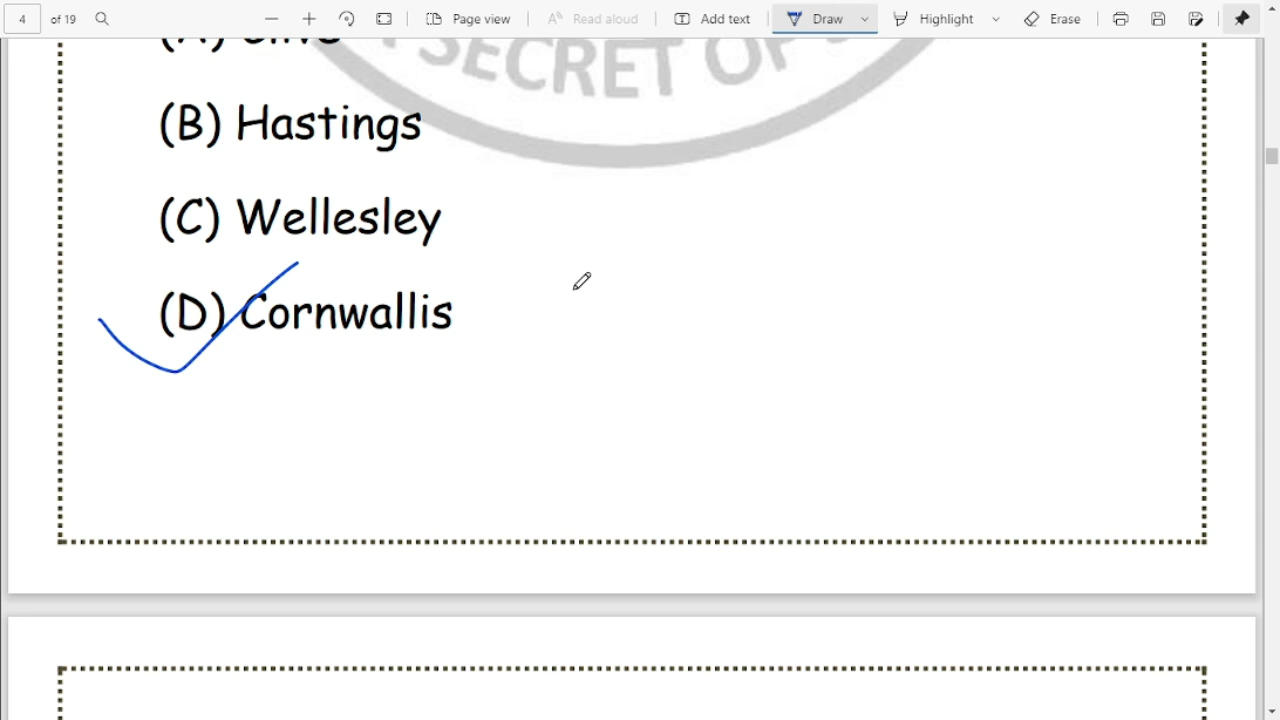 4 of 19 Page view Read aloud Add text Draw Highlight Erase
SECRET OF
(B) Hastings
(C) Wellesley
(D) Cornwallis